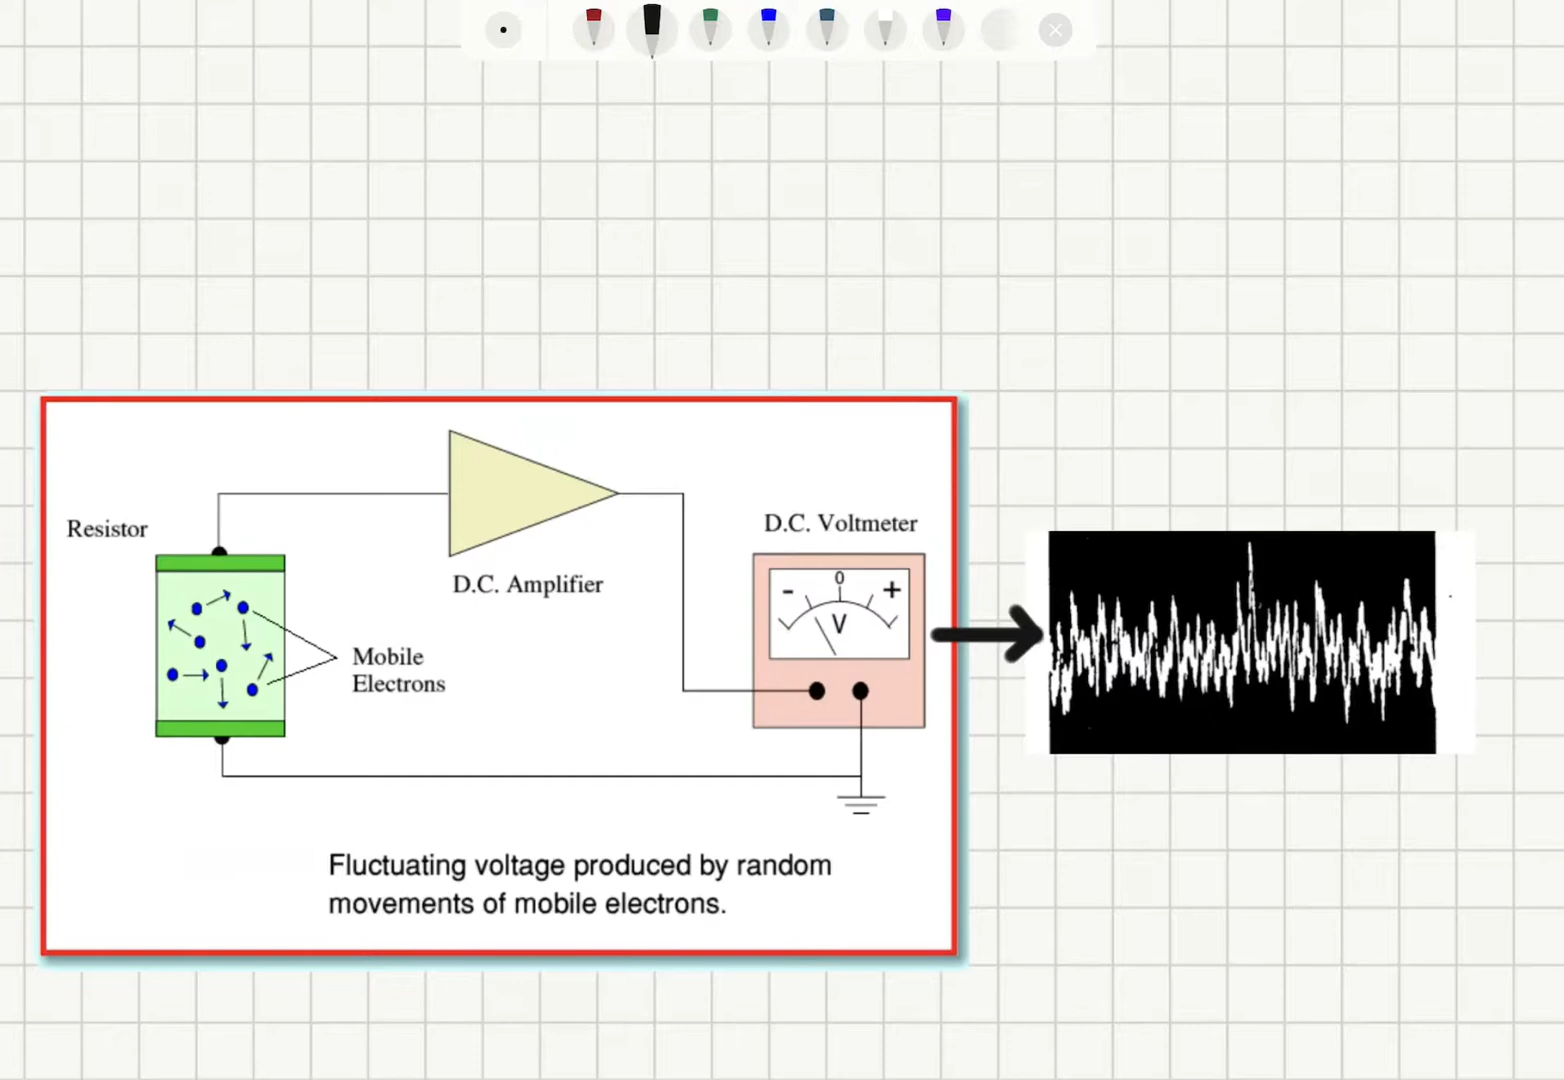 Resistor
D.C. Amplifier
D.C. Voltmeter
- 0 +
V
Mobile
Electrons
Fluctuating voltage produced by random
movements of mobile electrons.